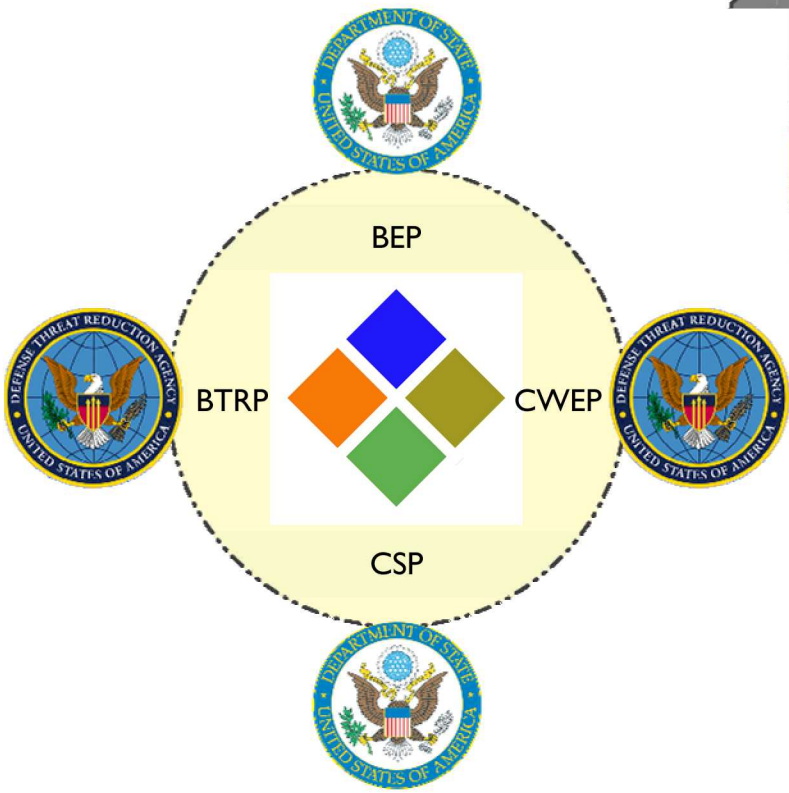 DEPARTMENT OF STATE
UNITED STATES OF AMERICA
BEP
DEFENSE THREAT REDUCTION AGENCY
UNITED STATES OF AMERICA
BTRP
CWEP
DEFENSE THREAT REDUCTION AGENCY
UNITED STATES OF AMERICA
CSP
DEPARTMENT OF STATE
UNITED STATES OF AMERICA